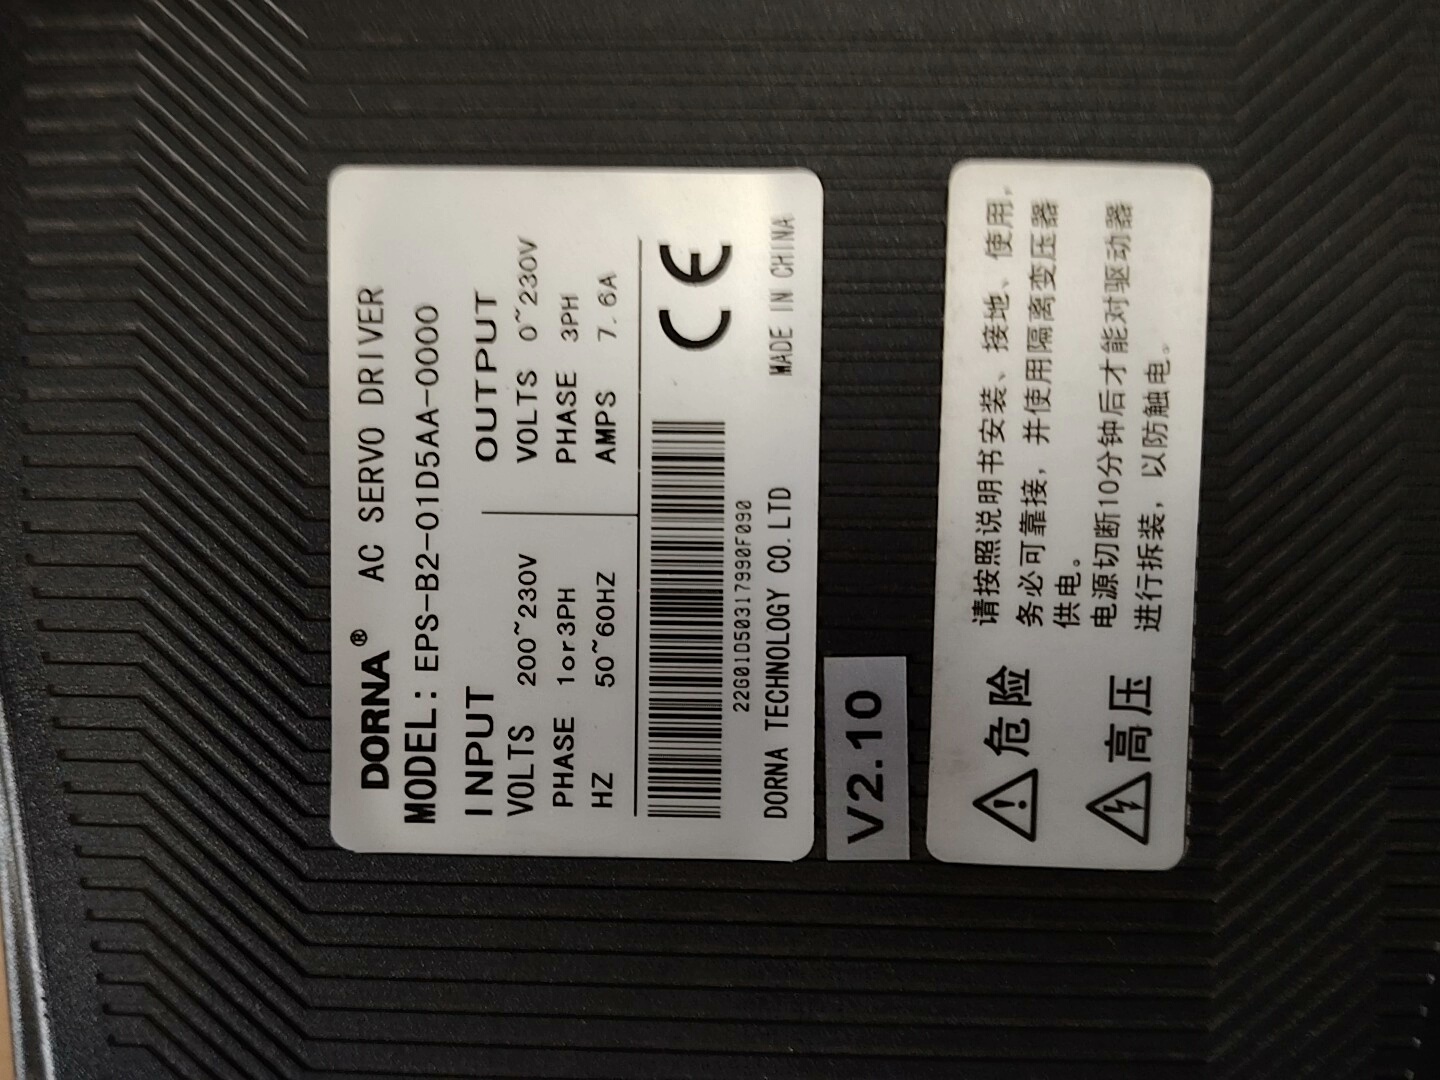 DORNA® AC SERVO DRIVER
MODEL: EPS-B2-01D5AA-0000
INPUT
VOLTS 200~230V
PHASE 1or3PH
HZ 50~60HZ
OUTPUT
VOLTS 0~230V
PHASE 3PH
AMPS 7.6A
22G01D50317990F090
CE
DORNA TECHNOLOGY CO.LTD MADE IN CHINA
V2.10
危险
请按照说明书安装、接地、使用，
务必可靠接，并使用隔离变压器
供电。
高压
电源切断10分钟后才能对驱动器
进行拆装，以防触电。